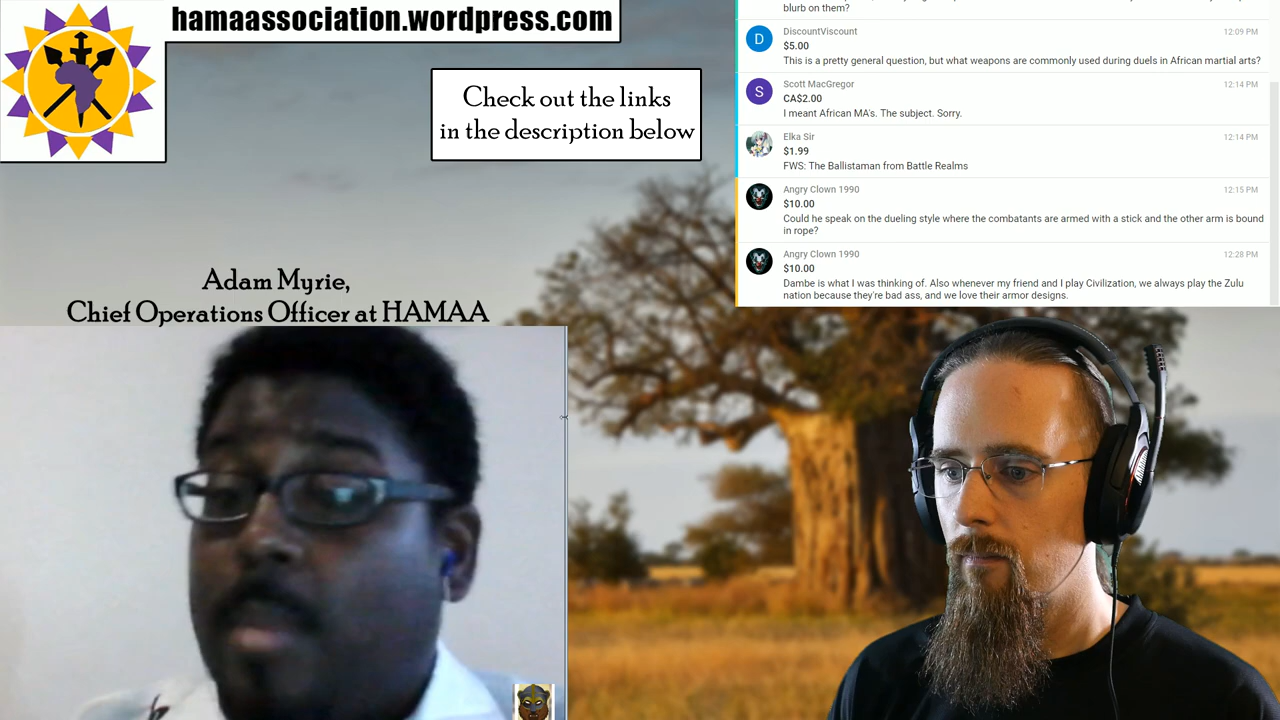 hamaassociation.wordpress.com
Check out the links
in the description below
Adam Myrie,
Chief Operations Officer at HAMAA
blurb on them?
D
DiscountViscount
12:09 PM
$5.00
This is a pretty general question, but what weapons are commonly used during duels in African martial arts?
S
Scott MacGregor
12:14 PM
CA$2.00
I meant African MA's. The subject. Sorry.
Elka Sir
12:14 PM
$1.99
FWS: The Ballistaman from Battle Realms
Angry Clown 1990
12:15 PM
$10.00
Could he speak on the dueling style where the combatants are armed with a stick and the other arm is bound
in rope?
Angry Clown 1990
12:28 PM
$10.00
Dambe is what I was thinking of. Also whenever my friend and I play Civilization, we always play the Zulu
nation because they're bad ass, and we love their armor designs.